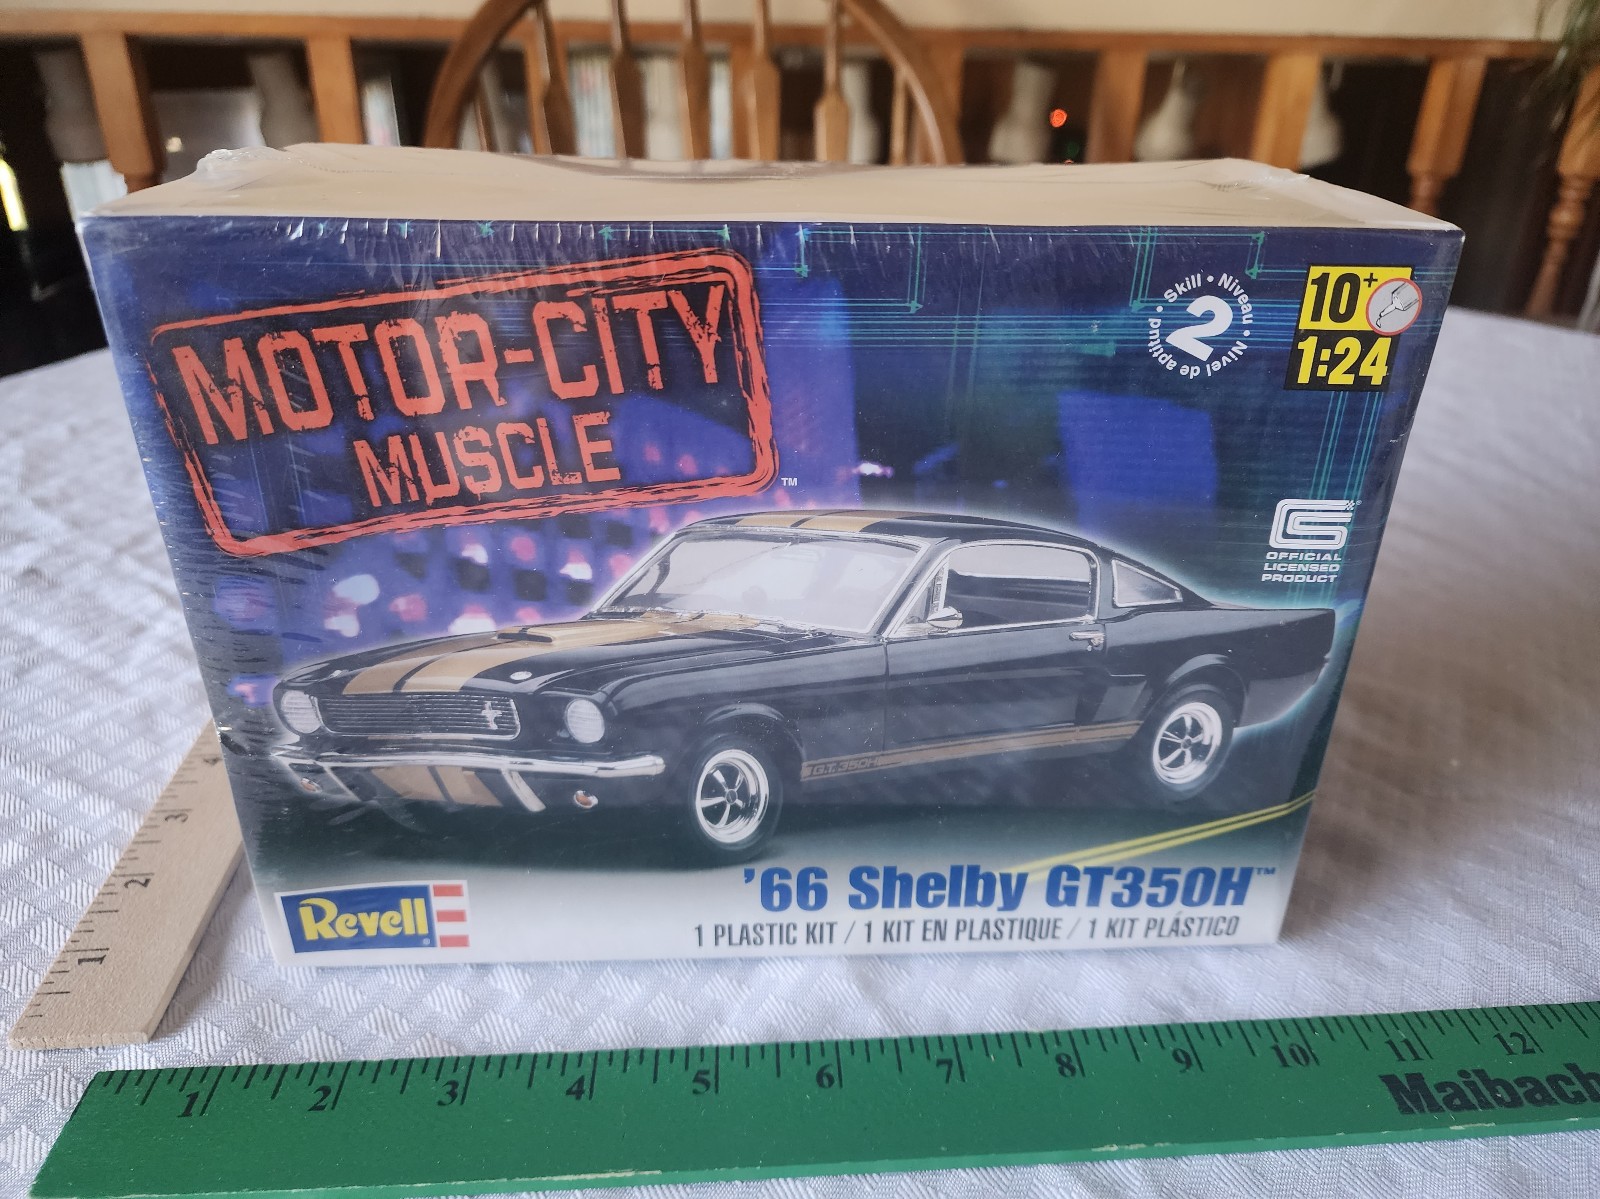 MOTOR-CITY
MUSCLE
™
Skill • Niveau • Nivel de aptitud •
2
10+
1:24
CS
OFFICIAL
LICENSED
PRODUCT
G.T. 350H
'66 Shelby GT350H™
Revell®
1 PLASTIC KIT / 1 KIT EN PLASTIQUE / 1 KIT PLÁSTICO
4
3
2
1
1 2 3 4 5 6 7 8 9 10 11 12
Maibach